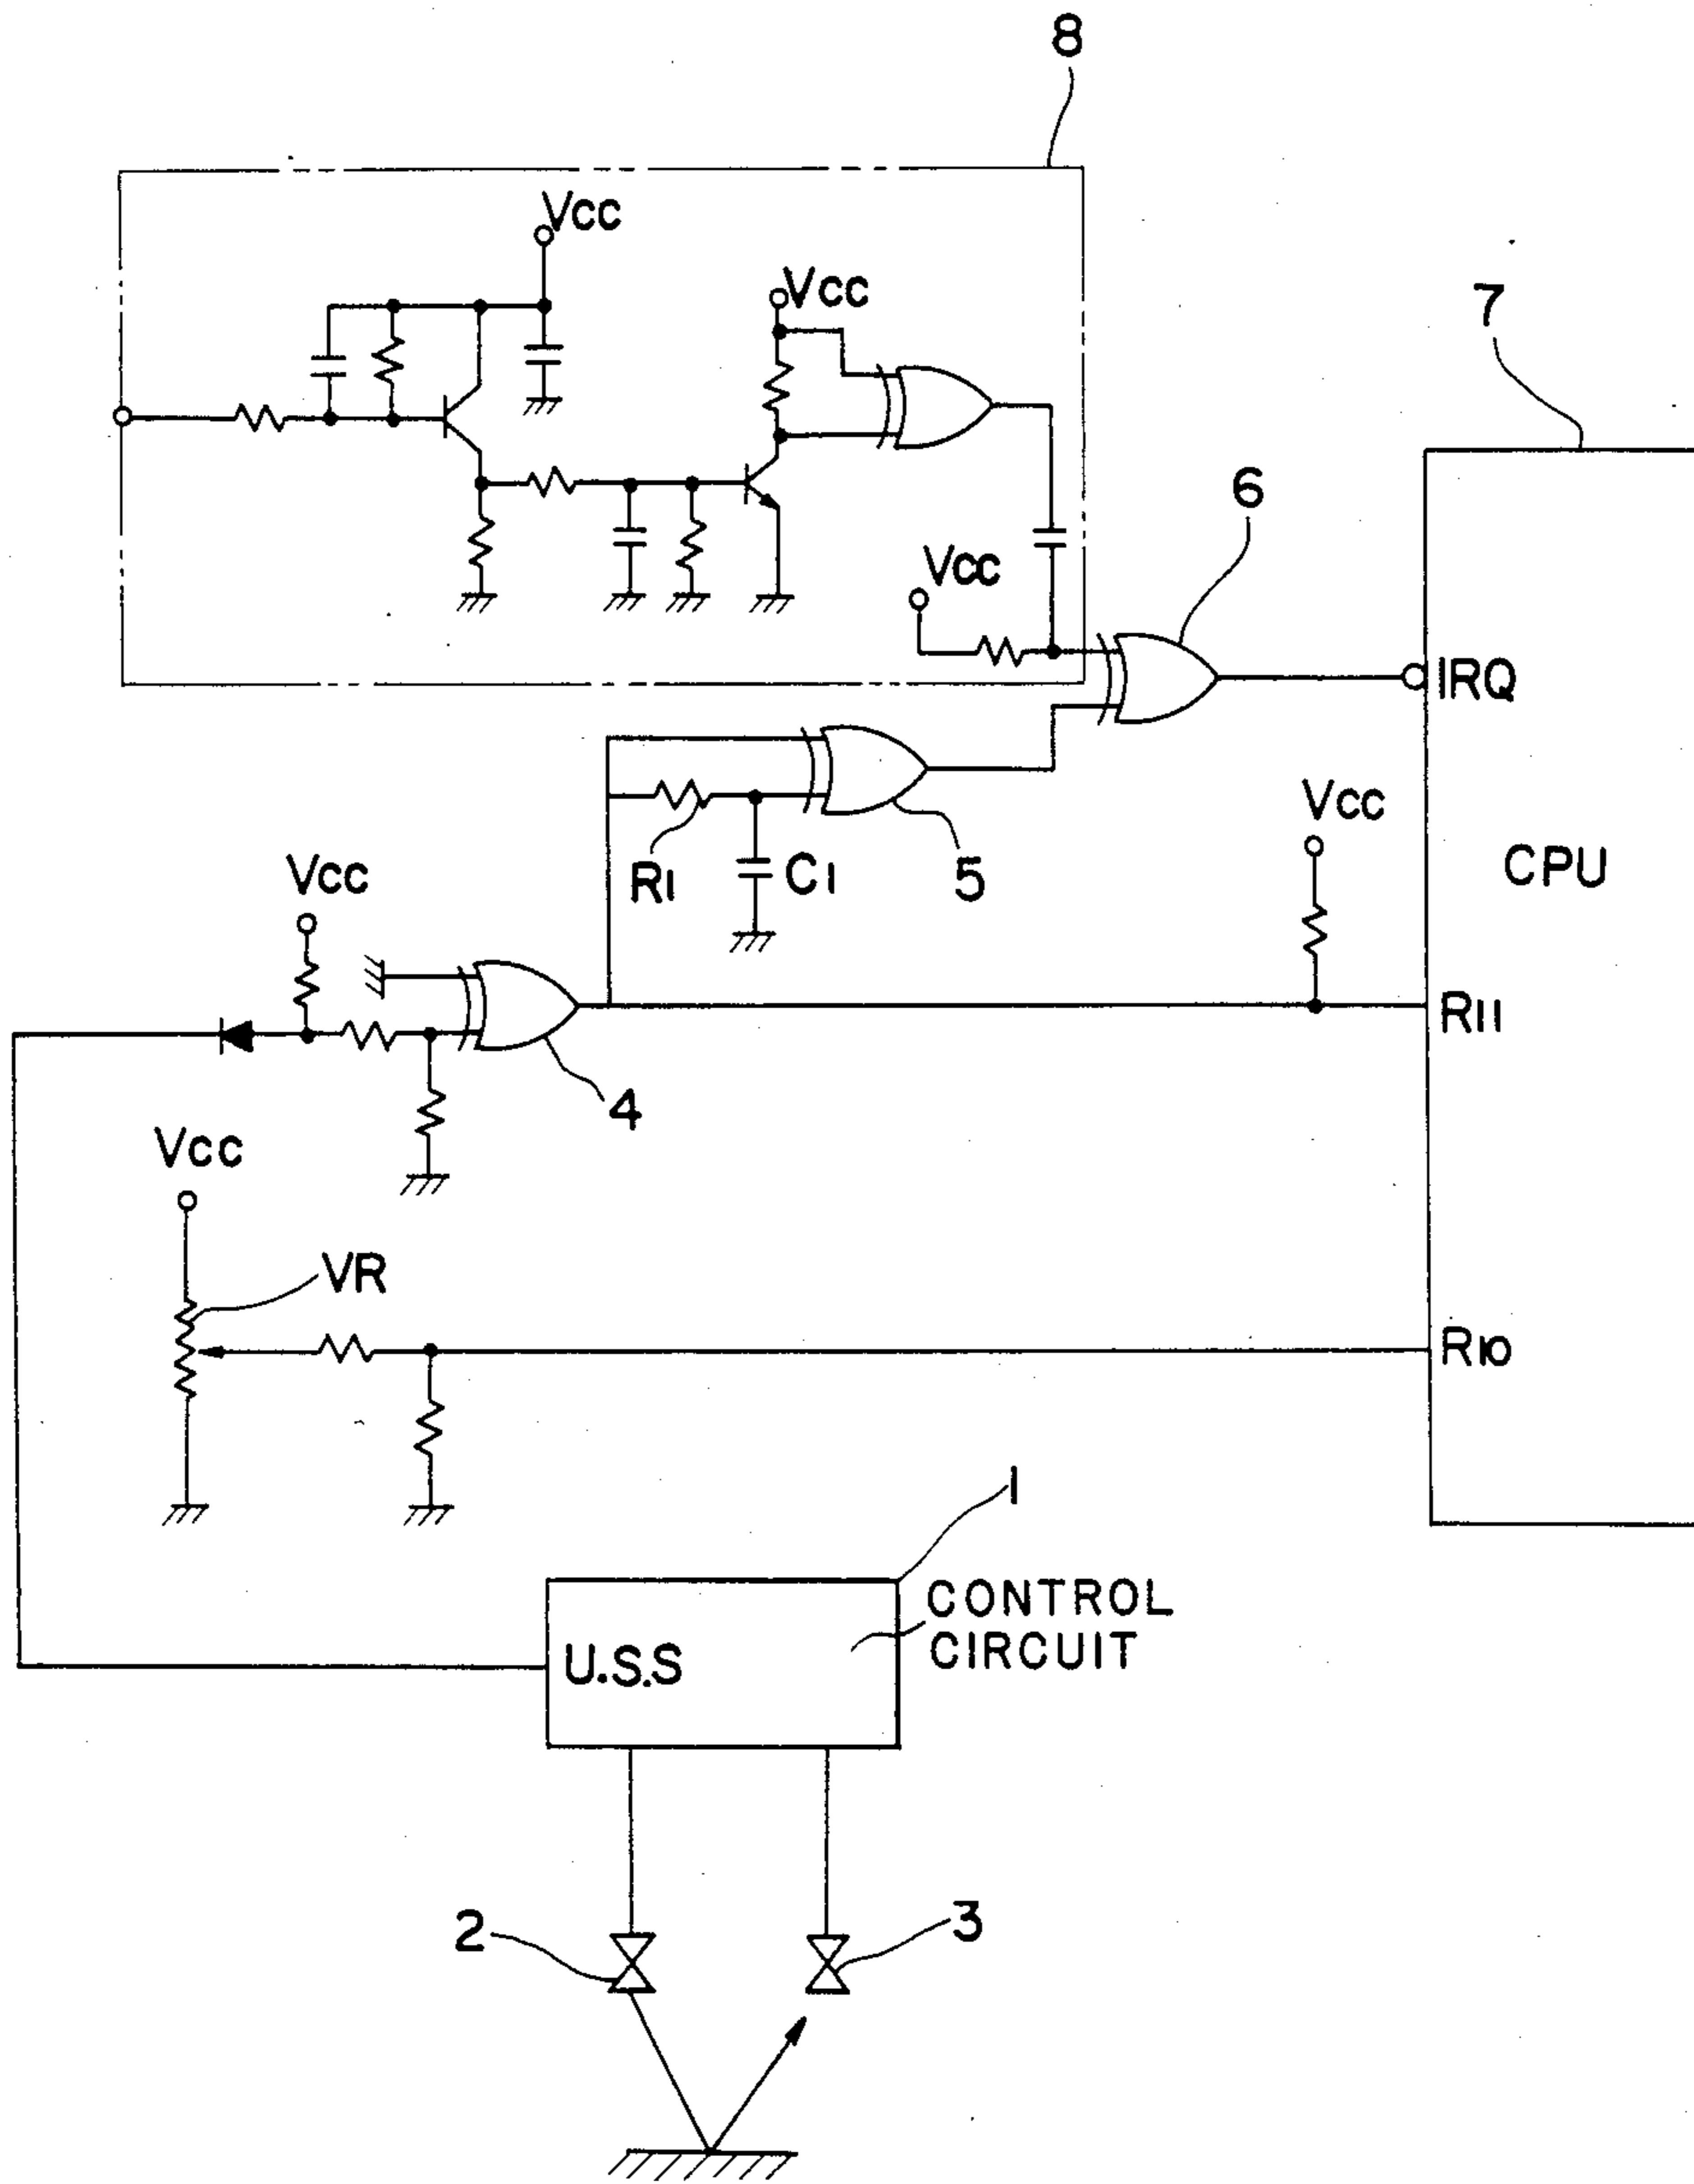 8
Vcc
Vcc
7
6
Vcc
IRQ
Vcc
R1
C1
5
CPU
Vcc
R11
4
Vcc
VR
R10
1
CONTROL
CIRCUIT
U.S.S
2
3